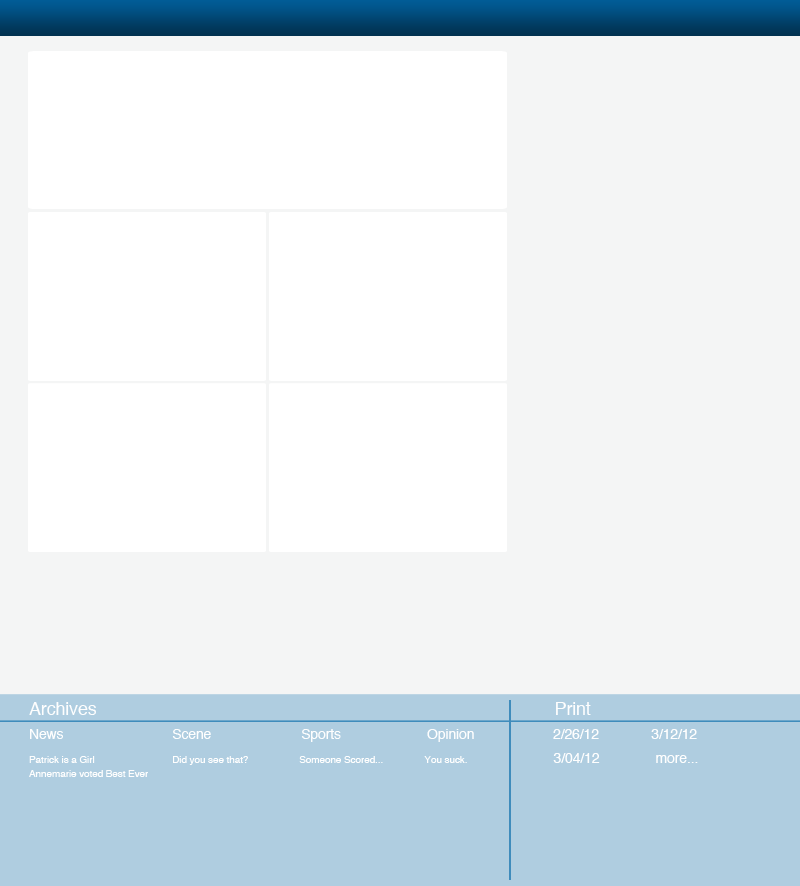 Archives
Print
News
Scene
Sports
Opinion
2/26/12
3/12/12
Patrick is a Girl
Did you see that?
Someone Scored...
You suck.
3/04/12
more...
Annemarie voted Best Ever